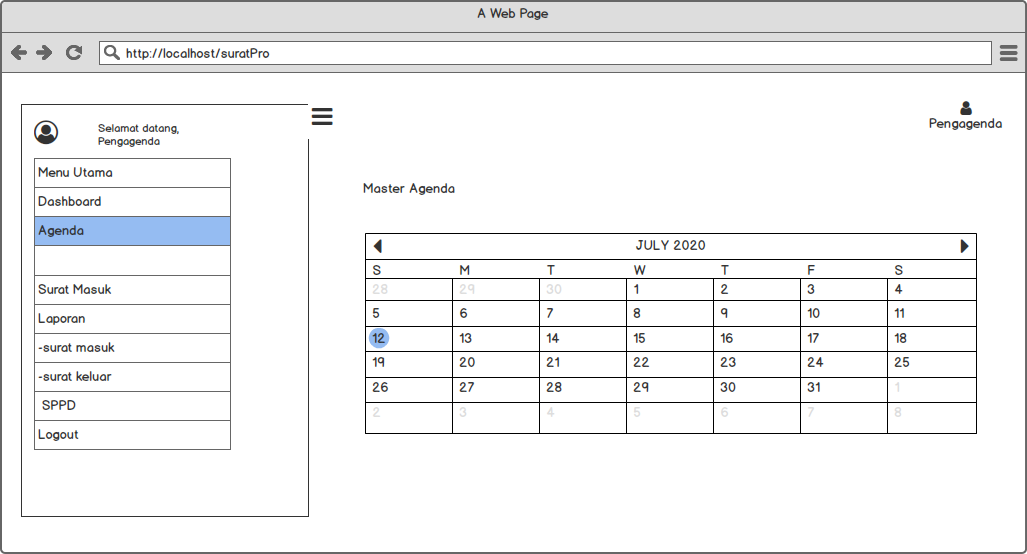 A Web Page
http://localhost/suratPro
Selamat datang,
Pengagenda
Menu Utama
Dashboard
Agenda
Surat Masuk
Laporan
-surat masuk
-surat keluar
SPPD
Logout
Pengagenda
Master Agenda
JULY 2020
S M T W T F S
28 29 30 1 2 3 4
5 6 7 8 9 10 11
12 13 14 15 16 17 18
19 20 21 22 23 24 25
26 27 28 29 30 31 1
2 3 4 5 6 7 8